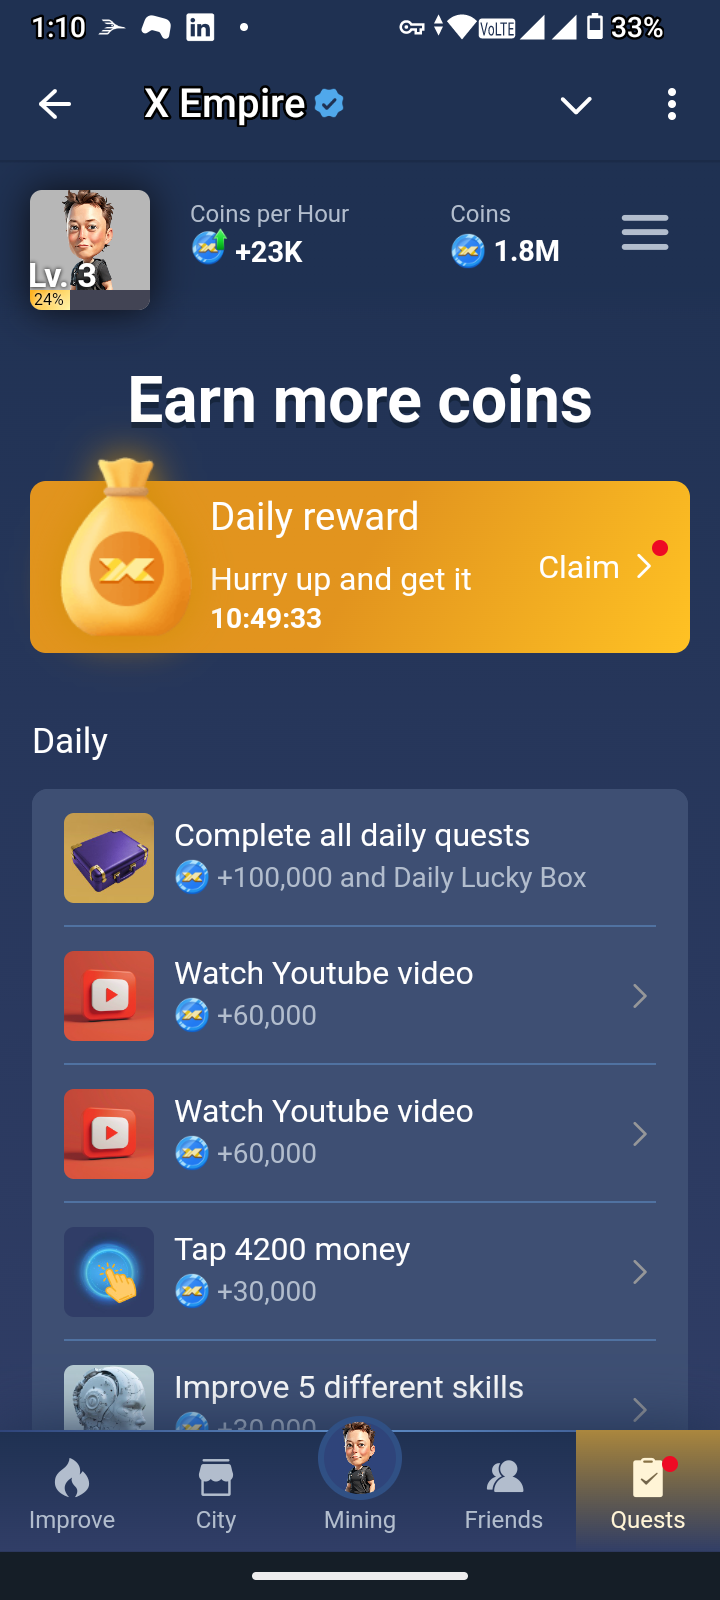 1:10
in
VoLTE
33%
X Empire
Lv. 3
24%
Coins per Hour
+23K
Coins
1.8M
Earn more coins
Daily reward
Hurry up and get it
10:49:33
Claim
Daily
Complete all daily quests
+100,000 and Daily Lucky Box
Watch Youtube video
+60,000
Watch Youtube video
+60,000
Tap 4200 money
+30,000
Improve 5 different skills
+30,000
Improve
City
Mining
Friends
Quests